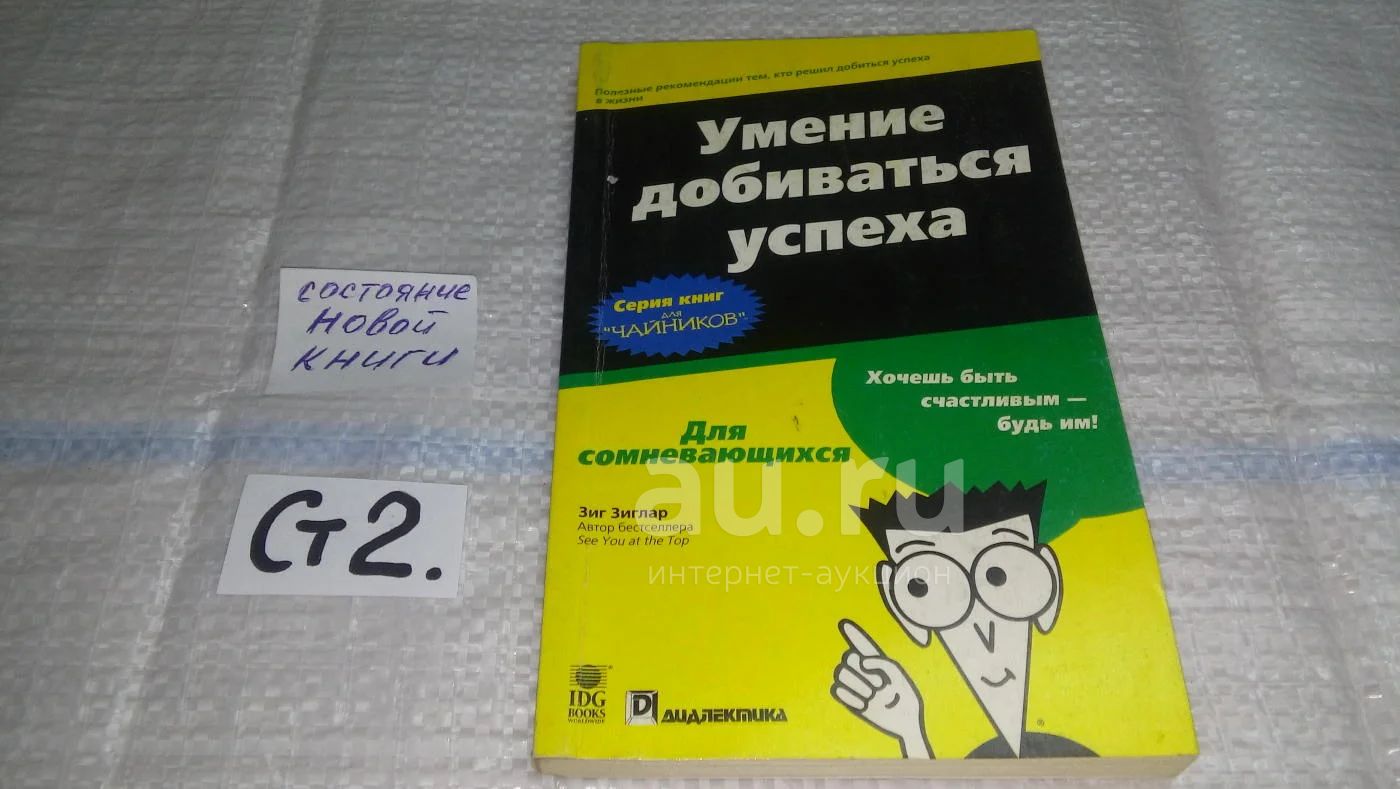 Полезные рекомендации тем, кто решил добиться успеха
в жизни
Умение
добиваться
успеха
Серия книг
для
"ЧАЙНИКОВ"
Хочешь быть
счастливым —
будь им!
Для
сомневающихся
Зиг Зиглар
Автор бестселлера
See You at the Top
IDG
BOOKS
WORLDWIDE
ДИАЛЕКТИКА
состояние
новой
книги
Ст 2.
au.ru
интернет-аукцион